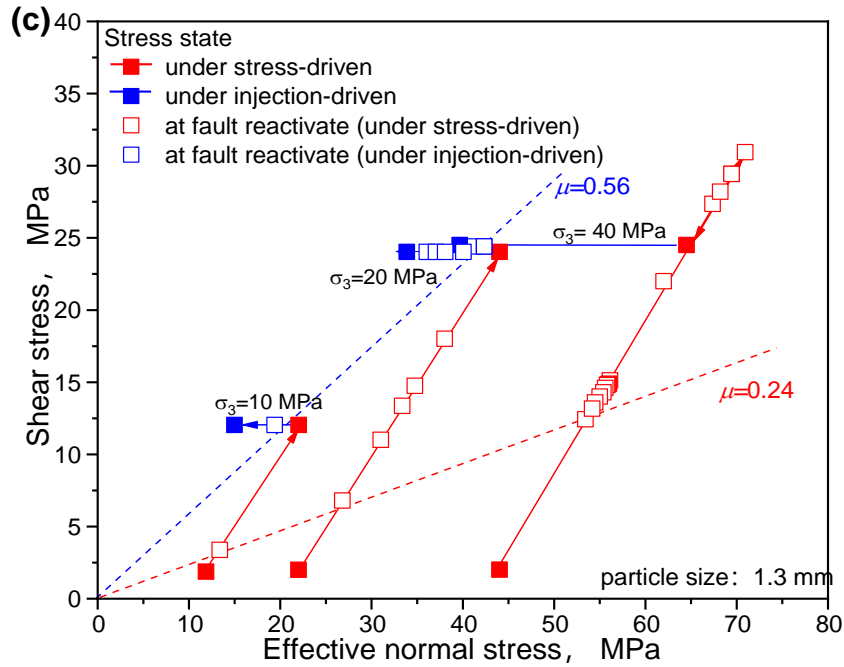 (c)
Stress state
under stress-driven
under injection-driven
at fault reactivate (under stress-driven)
at fault reactivate (under injection-driven)
μ=0.56
σ3= 40 MPa
σ3=20 MPa
μ=0.24
σ3=10 MPa
particle size：1.3 mm
Shear stress， MPa
40
35
30
25
20
15
10
5
0
0 10 20 30 40 50 60 70 80
Effective normal stress， MPa